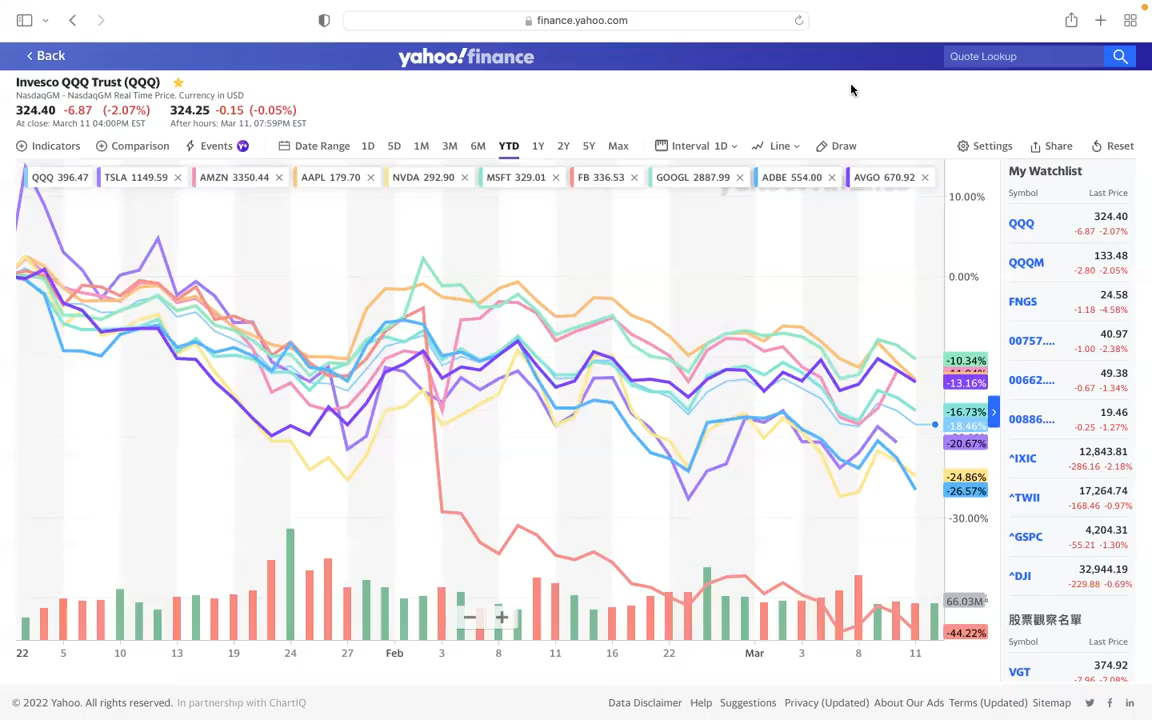 finance.yahoo.com
Back
yahoo!finance
Quote Lookup
Invesco QQQ Trust (QQQ)
NasdaqGM - NasdaqGM Real Time Price. Currency in USD
324.40 -6.87 (-2.07%) 324.25 -0.15 (-0.05%)
At close: March 11 04:00PM EST After hours: Mar 11, 07:59PM EST
Indicators Comparison Events Y+ Date Range 1D 5D 1M 3M 6M YTD 1Y 2Y 5Y Max Interval 1D Line Draw Settings Share Reset
QQQ 396.47 TSLA 1149.59 AMZN 3350.44 AAPL 179.70 NVDA 292.90 MSFT 329.01 FB 336.53 GOOGL 2887.99 ADBE 554.00 AVGO 670.92
10.00%
0.00%
-10.34%
-13.16%
-16.73%
-18.46%
-20.67%
-24.86%
-26.57%
-30.00%
66.03M
-44.22%
22 5 10 13 19 24 27 Feb 3 8 11 16 22 Mar 3 8 11
My Watchlist
Symbol Last Price
QQQ 324.40
-6.87 -2.07%
QQQM 133.48
-2.80 -2.05%
FNGS 24.58
-1.18 -4.58%
00757.... 40.97
-1.00 -2.38%
00662.... 49.38
-0.67 -1.34%
00886.... 19.46
-0.25 -1.27%
^IXIC 12,843.81
-286.16 -2.18%
^TWII 17,264.74
-168.46 -0.97%
^GSPC 4,204.31
-55.21 -1.30%
^DJI 32,944.19
-229.88 -0.69%
股票觀察名單
Symbol Last Price
VGT 374.92
-7.96 -2.08%
© 2022 Yahoo. All rights reserved. In partnership with ChartIQ
Data Disclaimer Help Suggestions Privacy (Updated) About Our Ads Terms (Updated) Sitemap